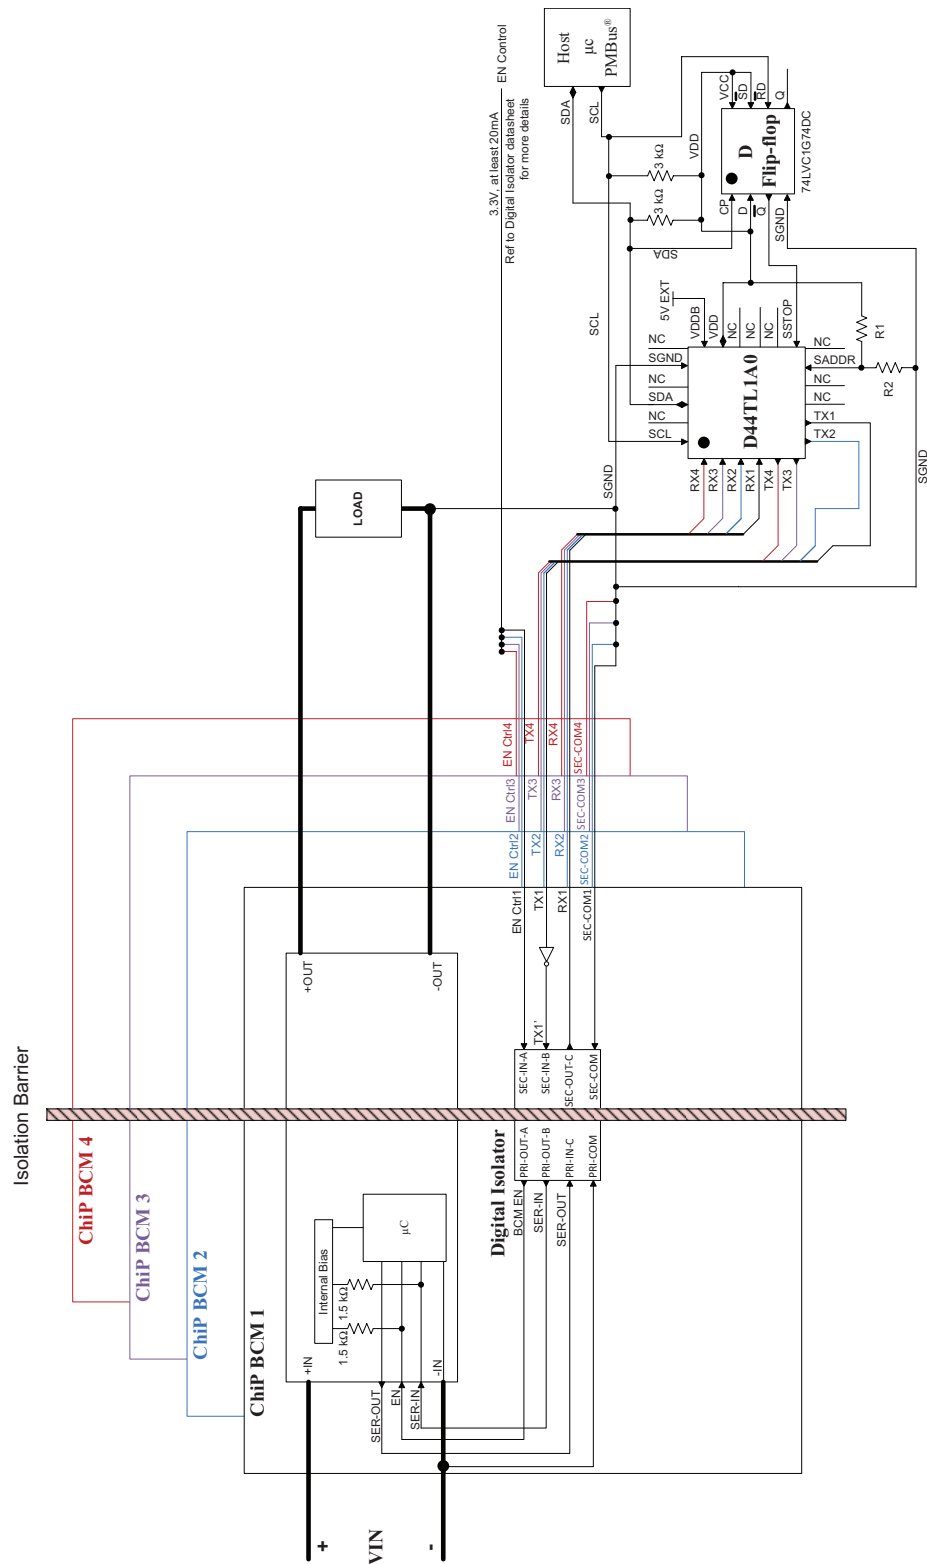 Isolation Barrier
ChiP BCM 4
ChiP BCM 3
ChiP BCM 2
ChiP BCM 1
VIN
+
-
+IN
-IN
SER-OUT
EN
SER-IN
Internal Bias
1.5 kΩ
1.5 kΩ
µC
+OUT
-OUT
LOAD
Digital Isolator
BCM EN
SER-IN
SER-OUT
PRI-OUT-A
PRI-OUT-B
PRI-IN-C
PRI-COM
SEC-IN-A
SEC-IN-B
SEC-OUT-C
SEC-COM
TX1'
EN Ctrl1
TX1
RX1
SEC-COM1
EN Ctrl2
TX2
RX2
SEC-COM2
EN Ctrl3
TX3
RX3
SEC-COM3
EN Ctrl4
TX4
RX4
SEC-COM4
3.3V, at least 20mA
EN Control
Ref to Digital Isolator datasheet
for more details
SGND
SCL
SDA
SGND
D44TL1A0
SCL
NC
SDA
NC
SGND
NC
RX4
RX3
RX2
RX1
TX4
TX3
TX2
TX1
NC
NC
SADDR
NC
VDDB
VDD
NC
NC
NC
SSTOP
5V EXT
R1
R2
3 kΩ
3 kΩ
VDD
Host
µc
PMBus®
SDA
SCL
D
Flip-flop
74LVC1G74DC
CP
D
Q
SGND
VCC
SD
RD
Q